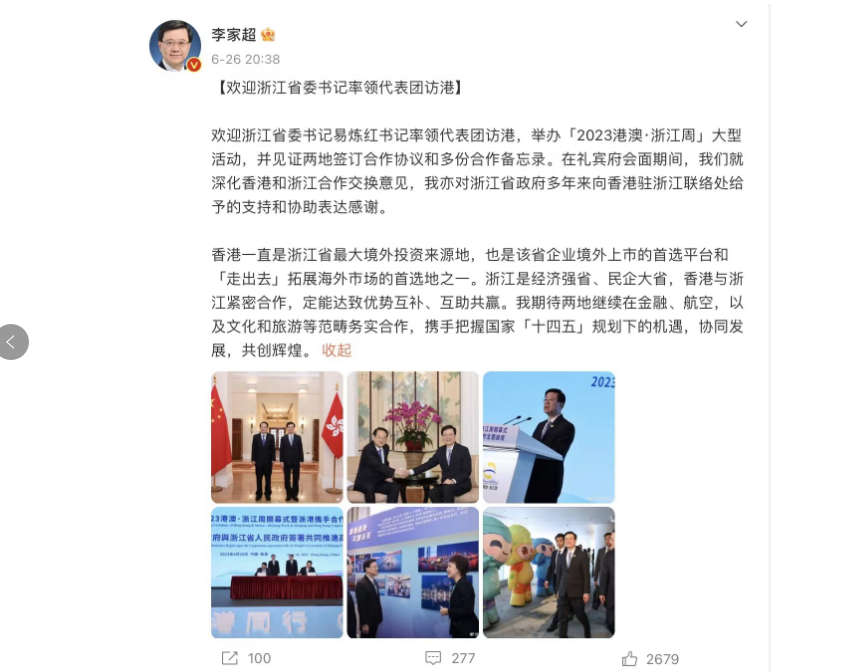 李家超
6-26 20:38
【欢迎浙江省委书记率领代表团访港】
欢迎浙江省委书记易炼红书记率领代表团访港，举办「2023港澳·浙江周」大型
活动，并见证两地签订合作协议和多份合作备忘录。在礼宾府会面期间，我们就
深化香港和浙江合作交换意见，我亦对浙江省政府多年来向香港驻浙江联络处给
予的支持和协助表达感谢。
香港一直是浙江省最大境外投资来源地，也是该省企业境外上市的首选平台和
「走出去」拓展海外市场的首选地之一。浙江是经济强省、民企大省，香港与浙
江紧密合作，定能达致优势互补、互助共赢。我期待两地继续在金融、航空，以
及文化和旅游等范畴务实合作，携手把握国家「十四五」规划下的机遇，协同发
展，共创辉煌。 收起
2023
江周開幕式
23港澳·浙江周開幕式暨浙港攜手合作
府與浙江省人民政府簽署共同推進高
100
277
2679